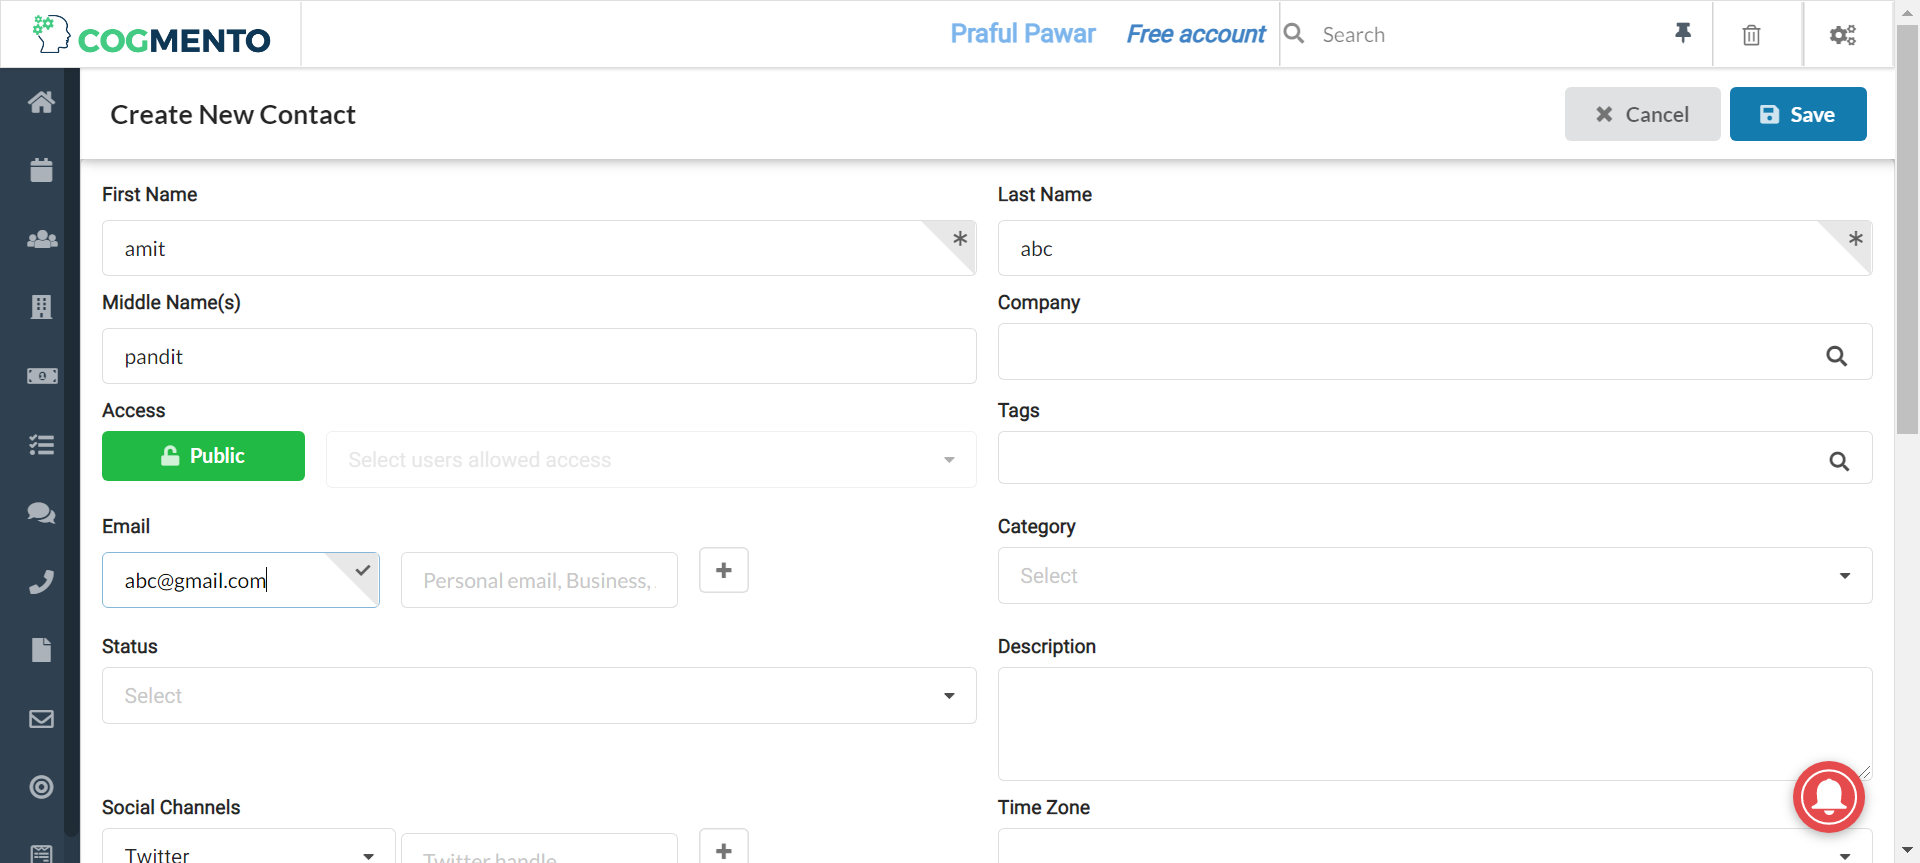 COGMENTO
Praful Pawar
Free account
Search
Create New Contact
Cancel
Save
First Name
Last Name
amit
*
abc
*
Middle Name(s)
Company
pandit
Access
Tags
Public
Select users allowed access
Email
Category
abc@gmail.com
Personal email, Business,
Select
Status
Description
Select
Social Channels
Time Zone
Twitter
Twitter handle